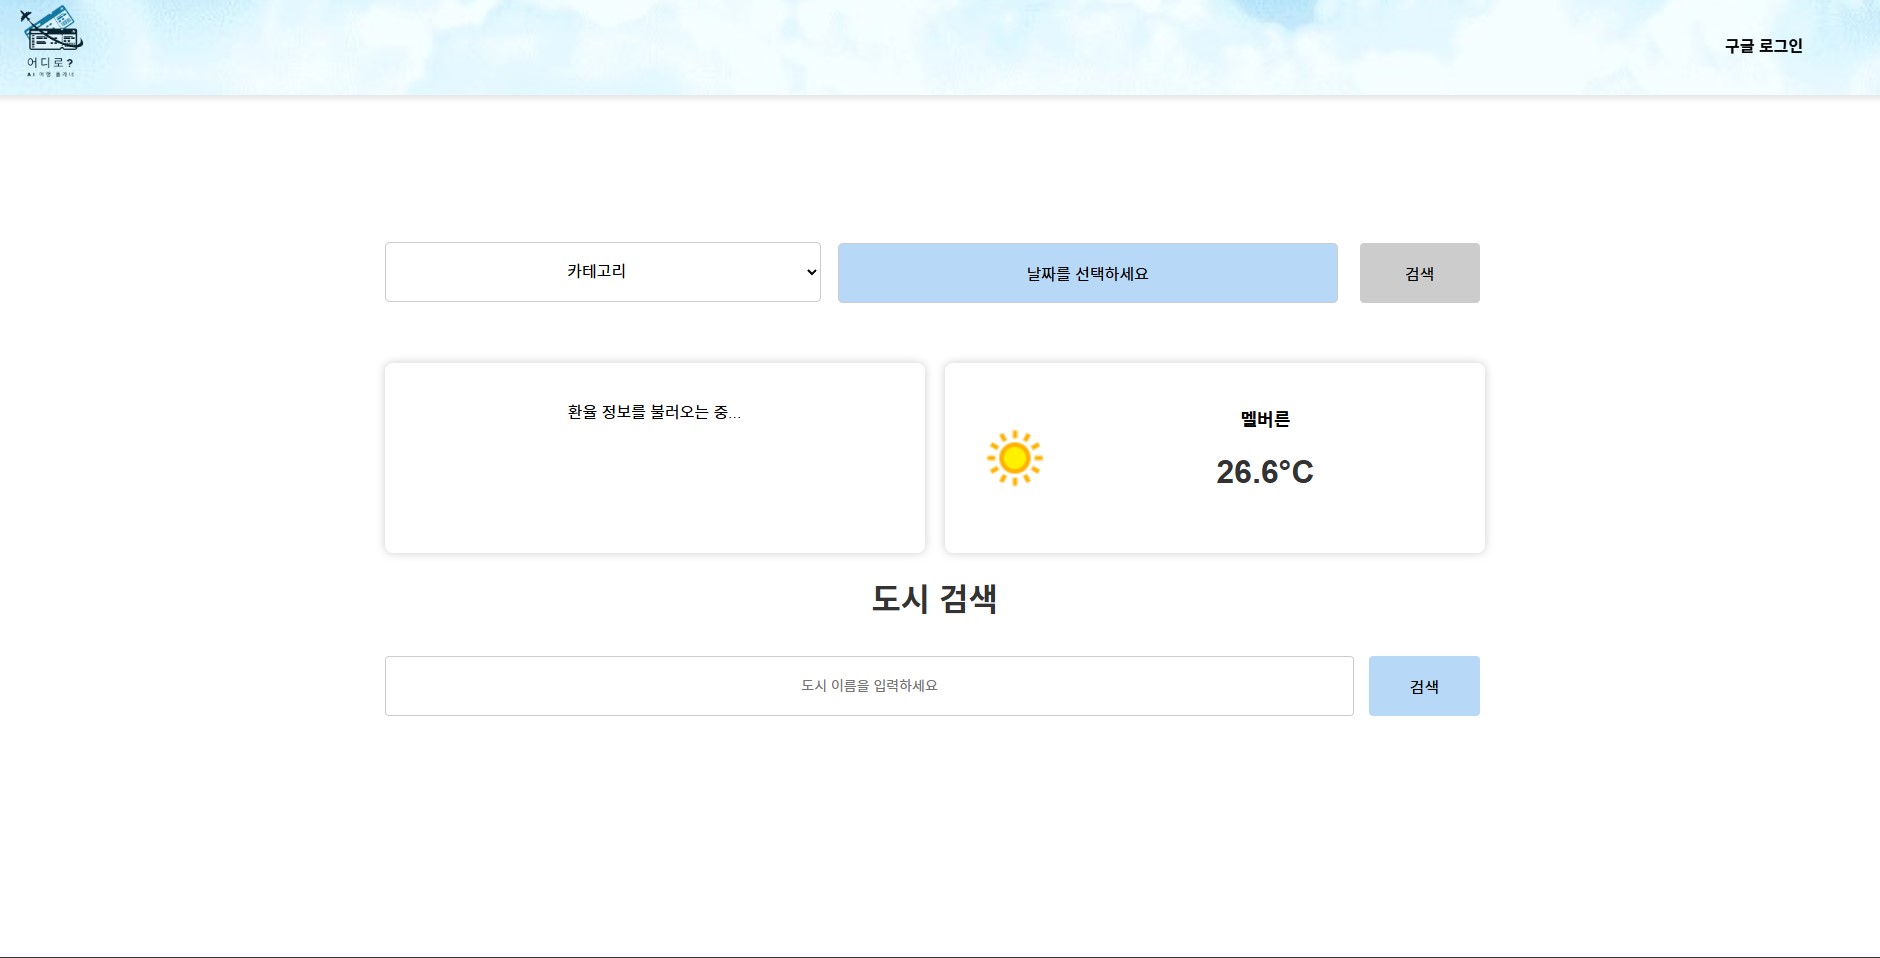 어디로?
AI 여행 플래너
구글 로그인
카테고리
날짜를 선택하세요
검색
환율 정보를 불러오는 중...
멜버른
26.6°C
도시 검색
도시 이름을 입력하세요
검색